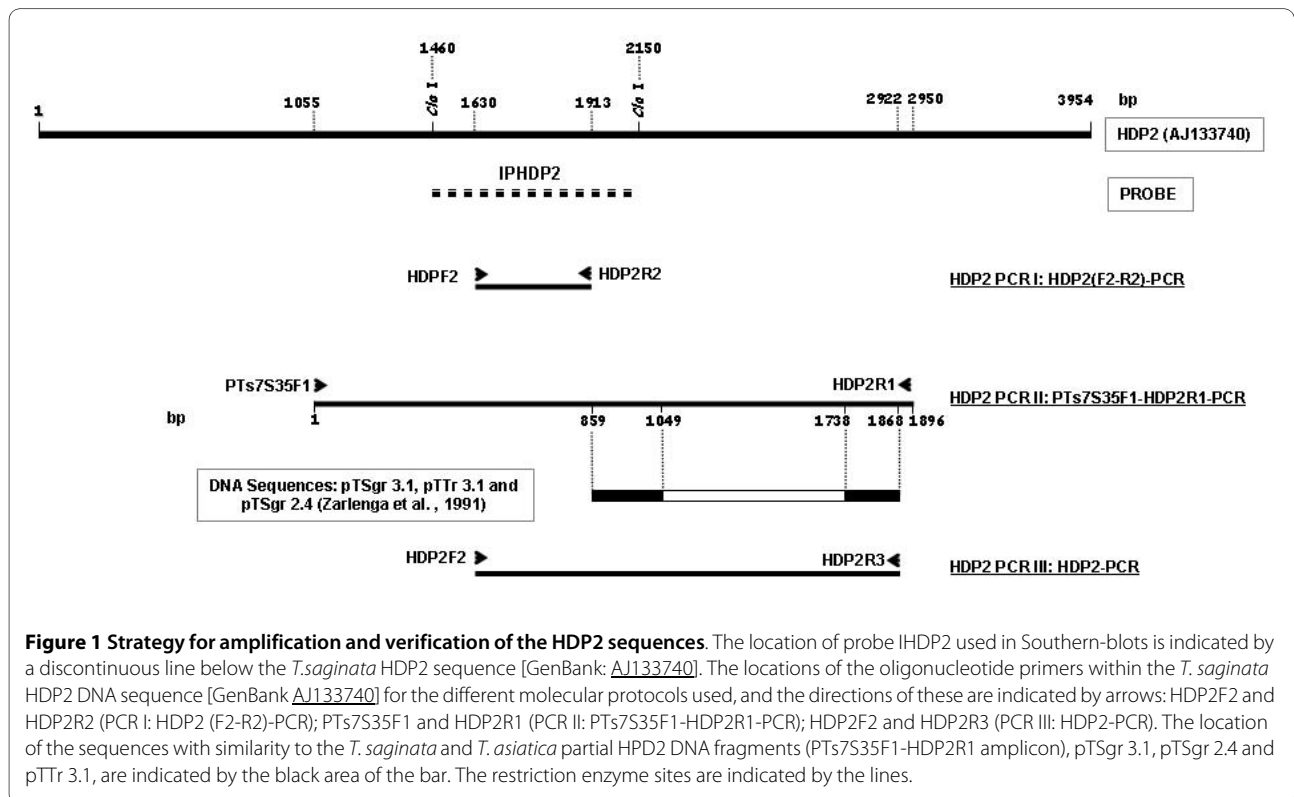 1460 2150
Cla I Cla I
1 1055 1630 1913 2922 2950 3954 bp
HDP2 (AJ133740)
IPHDP2
PROBE
HDPF2 HDP2R2
HDP2 PCR I: HDP2(F2-R2)-PCR
PTs7S35F1 HDP2R1
HDP2 PCR II: PTs7S35F1-HDP2R1-PCR
bp 1 859 1049 1738 1868 1896
DNA Sequences: pTSgr 3.1, pTTr 3.1 and
pTSgr 2.4 (Zarlenga et al. , 1991)
HDP2F2 HDP2R3
HDP2 PCR III: HDP2-PCR
Figure 1 Strategy for amplification and verification of the HDP2 sequences. The location of probe IHDP2 used in Southern-blots is indicated by
a discontinuous line below the T.saginata HDP2 sequence [GenBank: AJ133740]. The locations of the oligonucleotide primers within the T. saginata
HDP2 DNA sequence [GenBank AJ133740] for the different molecular protocols used, and the directions of these are indicated by arrows: HDP2F2 and
HDP2R2 (PCR I: HDP2 (F2-R2)-PCR); PTs7S35F1 and HDP2R1 (PCR II: PTs7S35F1-HDP2R1-PCR); HDP2F2 and HDP2R3 (PCR III: HDP2-PCR). The location
of the sequences with similarity to the T. saginata and T. asiatica partial HPD2 DNA fragments (PTs7S35F1-HDP2R1 amplicon), pTSgr 3.1, pTSgr 2.4 and
pTTr 3.1, are indicated by the black area of the bar. The restriction enzyme sites are indicated by the lines.